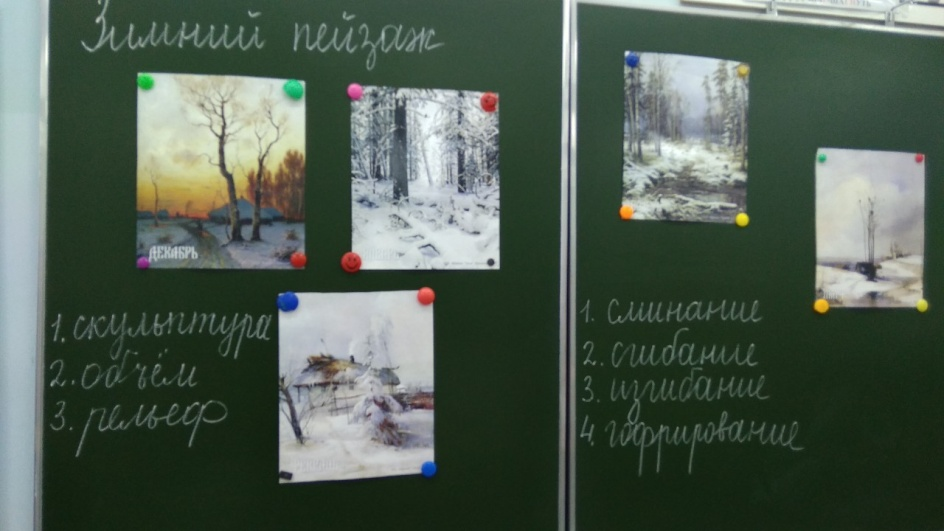 Зимний пейзаж
ДЕКАБРЬ
1. скульптура
2. объём
3. рельеф
1. сминание
2. сгибание
3. изгибание
4. гофрирование